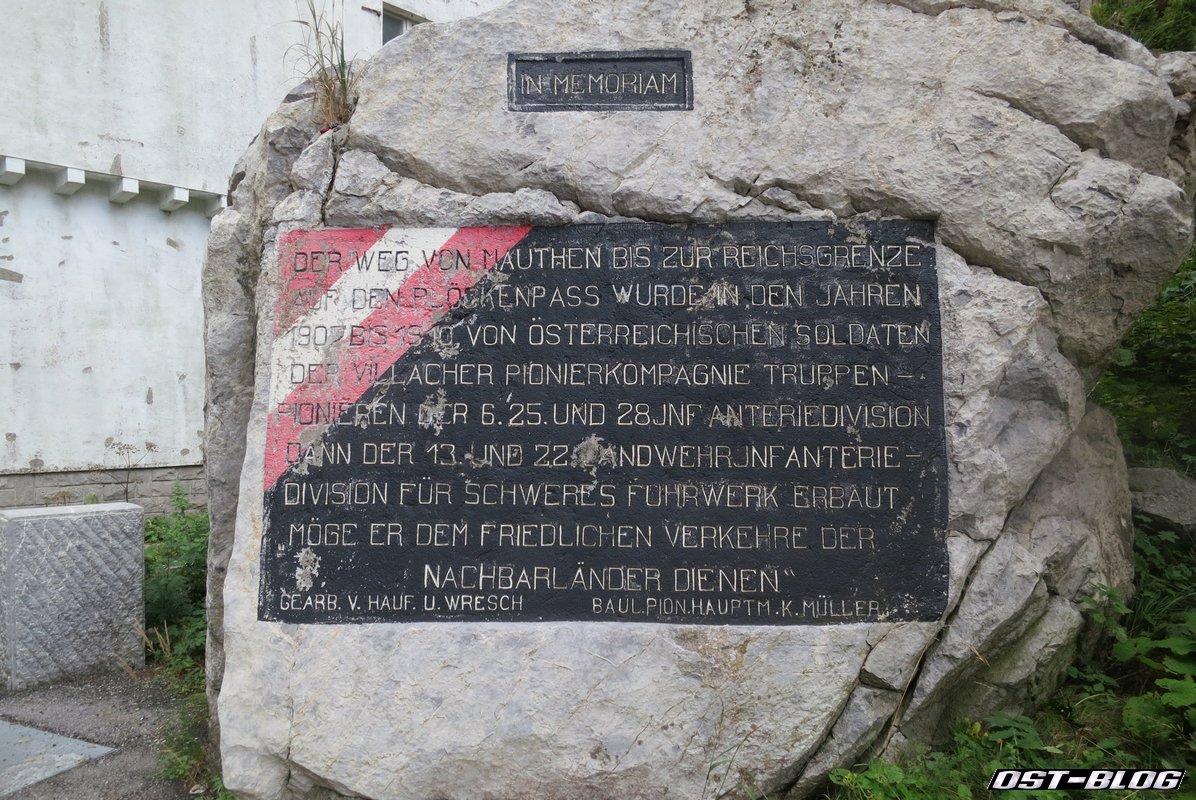 IN MEMORIAM
DER WEG VON MAUTHEN BIS ZUR REICHSGRENZE
AUF DEN PLÖCKENPASS WURDE IN DEN JAHREN
1907 BIS 1910 VON ÖSTERREICHISCHEN SOLDATEN
DER VILLACHER PIONIERKOMPAGNIE TRUPPEN –
PIONIEREN DER 6. 25. UND 28 JNFANTERIEDIVISION
DANN DER 13. UND 22. LANDWEHRJNFANTERIE –
DIVISION FÜR SCHWERES FUHRWERK ERBAUT
MÖGE ER DEM FRIEDLICHEN VERKEHRE DER
NACHBARLÄNDER DIENEN"
GEARB. V. HAUF. U. WRESCH BAUL.PION.HAUPTM.K.MÜLLER
OST-BLOG